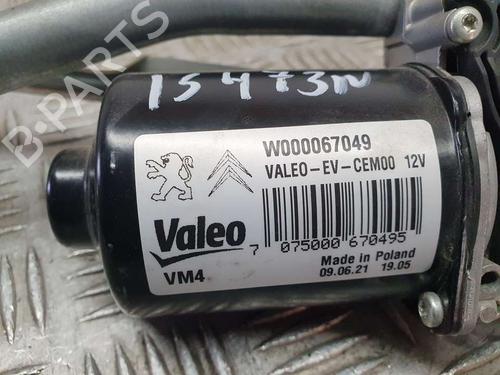 IS473N
W000067049
VALEO-EV-CEM00 12V
Valeo
7 075000 670495
VM4
Made in Poland
09.06.21 19.05
B-PARTS